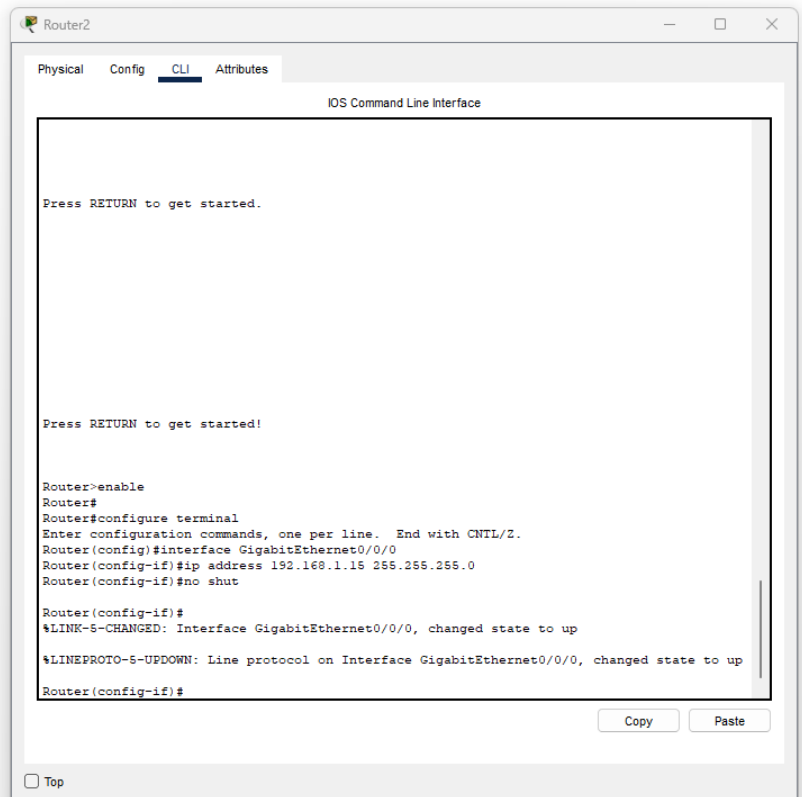 Router2
Physical Config CLI Attributes
IOS Command Line Interface
Press RETURN to get started.
Press RETURN to get started!
Router>enable
Router#
Router#configure terminal
Enter configuration commands, one per line.  End with CNTL/Z.
Router(config)#interface GigabitEthernet0/0/0
Router(config-if)#ip address 192.168.1.15 255.255.255.0
Router(config-if)#no shut
Router(config-if)#
%LINK-5-CHANGED: Interface GigabitEthernet0/0/0, changed state to up
%LINEPROTO-5-UPDOWN: Line protocol on Interface GigabitEthernet0/0/0, changed state to up
Router(config-if)#
Copy Paste
Top